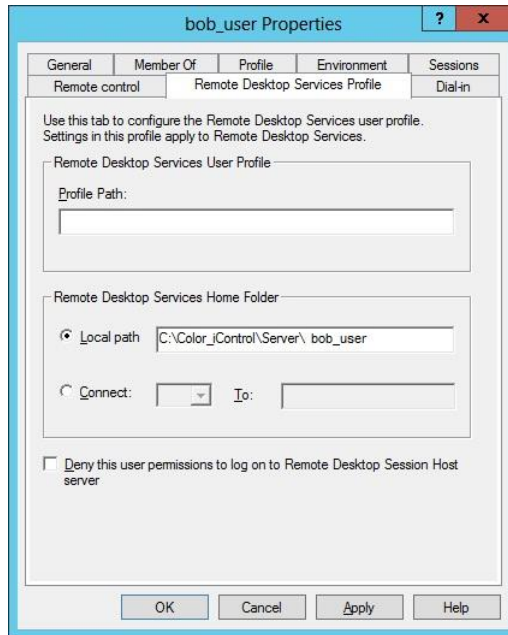 bob_user Properties
? x
General Member Of Profile Environment Sessions
Remote control Remote Desktop Services Profile Dial-in
Use this tab to configure the Remote Desktop Services user profile.
Settings in this profile apply to Remote Desktop Services.
Remote Desktop Services User Profile
Profile Path:
Remote Desktop Services Home Folder
Local path C:\Color_iControl\Server\ bob_user
Connect: To:
Deny this user permissions to log on to Remote Desktop Session Host
server
OK Cancel Apply Help